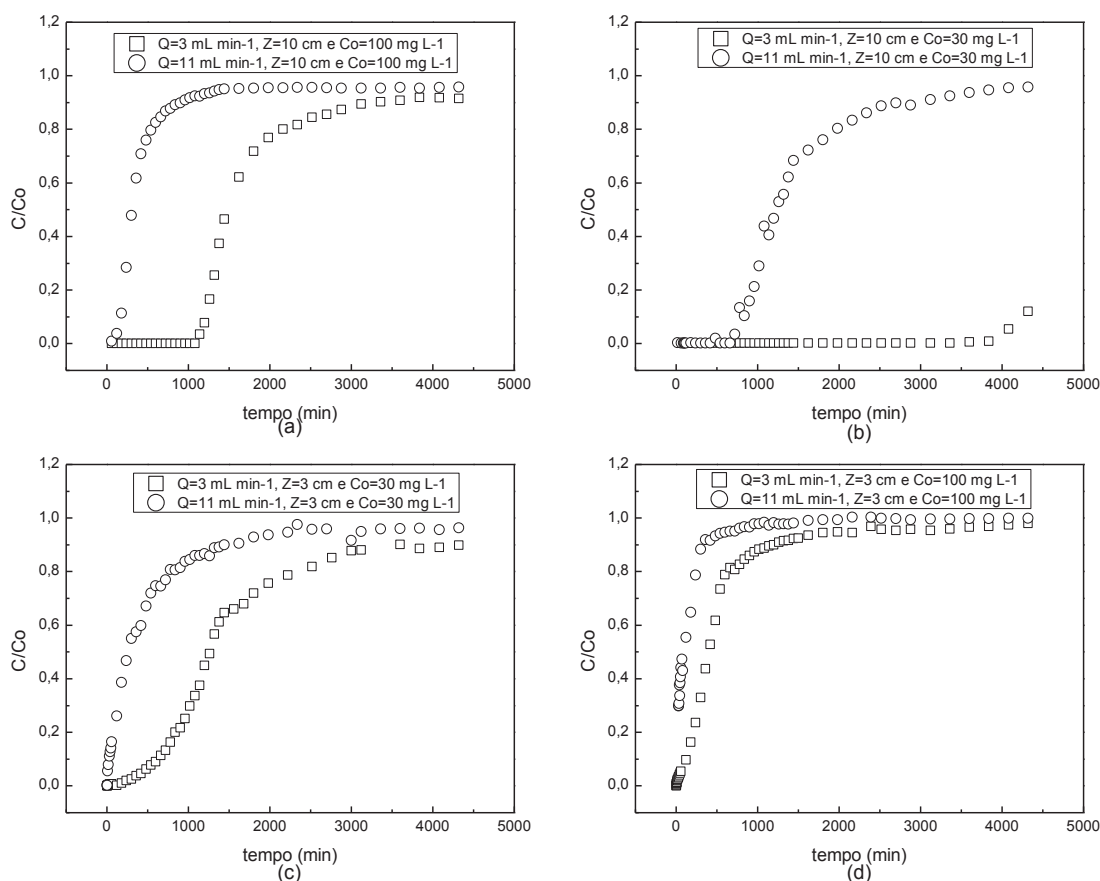 1,2
1,0
0,8
0,6
0,4
0,2
0,0
C/Co
Q=3 mL min-1, Z=10 cm e Co=100 mg L-1
Q=11 mL min-1, Z=10 cm e Co=100 mg L-1
0 1000 2000 3000 4000 5000
tempo (min)
(a)
1,2
1,0
0,8
0,6
0,4
0,2
0,0
C/Co
Q=3 mL min-1, Z=10 cm e Co=30 mg L-1
Q=11 mL min-1, Z=10 cm e Co=30 mg L-1
0 1000 2000 3000 4000 5000
tempo (min)
(b)
1,2
1,0
0,8
0,6
0,4
0,2
0,0
C/Co
Q=3 mL min-1, Z=3 cm e Co=30 mg L-1
Q=11 mL min-1, Z=3 cm e Co=30 mg L-1
0 1000 2000 3000 4000 5000
tempo (min)
(c)
1,2
1,0
0,8
0,6
0,4
0,2
0,0
C/Co
Q=3 mL min-1, Z=3 cm e Co=100 mg L-1
Q=11 mL min-1, Z=3 cm e Co=100 mg L-1
0 1000 2000 3000 4000 5000
tempo (min)
(d)